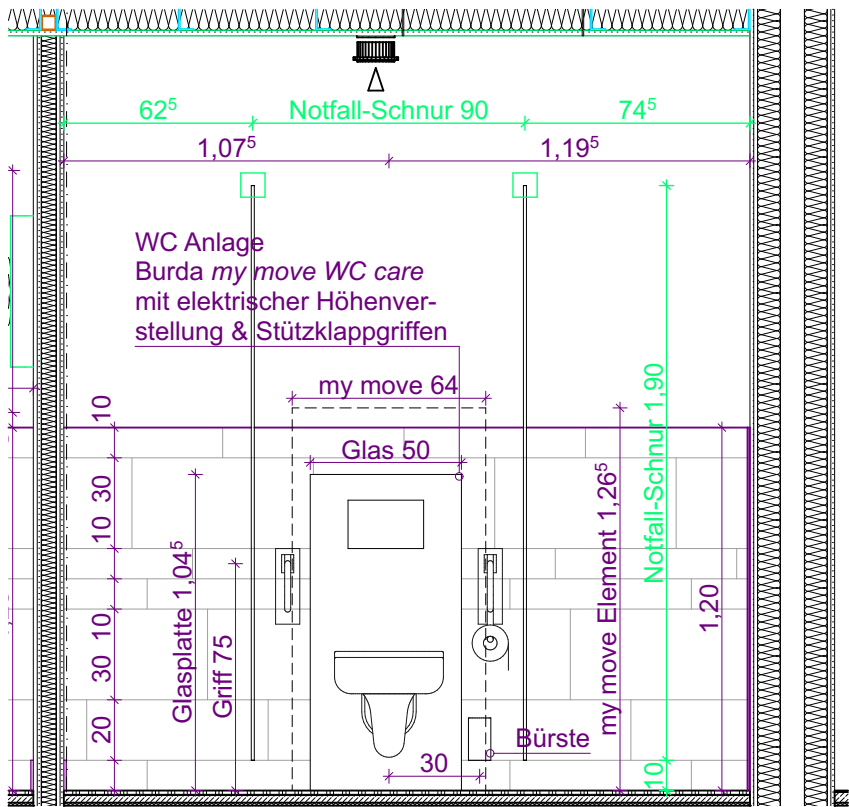 62⁵ Notfall-Schnur 90 74⁵
1,07⁵ 1,19⁵
WC Anlage
Burda my move WC care
mit elektrischer Höhenver-
stellung & Stützklappgriffen
my move 64
Glas 50
10
30
10
10
30
20
Glasplatte 1,04⁵
Griff 75
my move Element 1,26⁵
Notfall-Schnur 1,90
1,20
Bürste
30
10